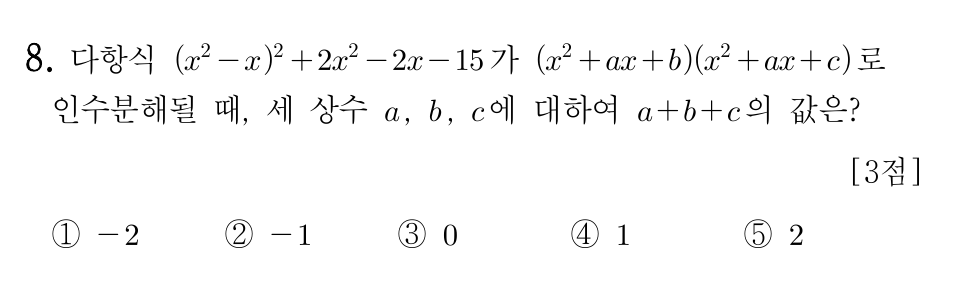 8. 다항식 (x²−x)²+2x²−2x−15가 (x²+ax+b)(x²+ax+c)로
인수분해될 때, 세 상수 a, b, c에 대하여 a+b+c의 값은?
[3점]
① −2 ② −1 ③ 0 ④ 1 ⑤ 2